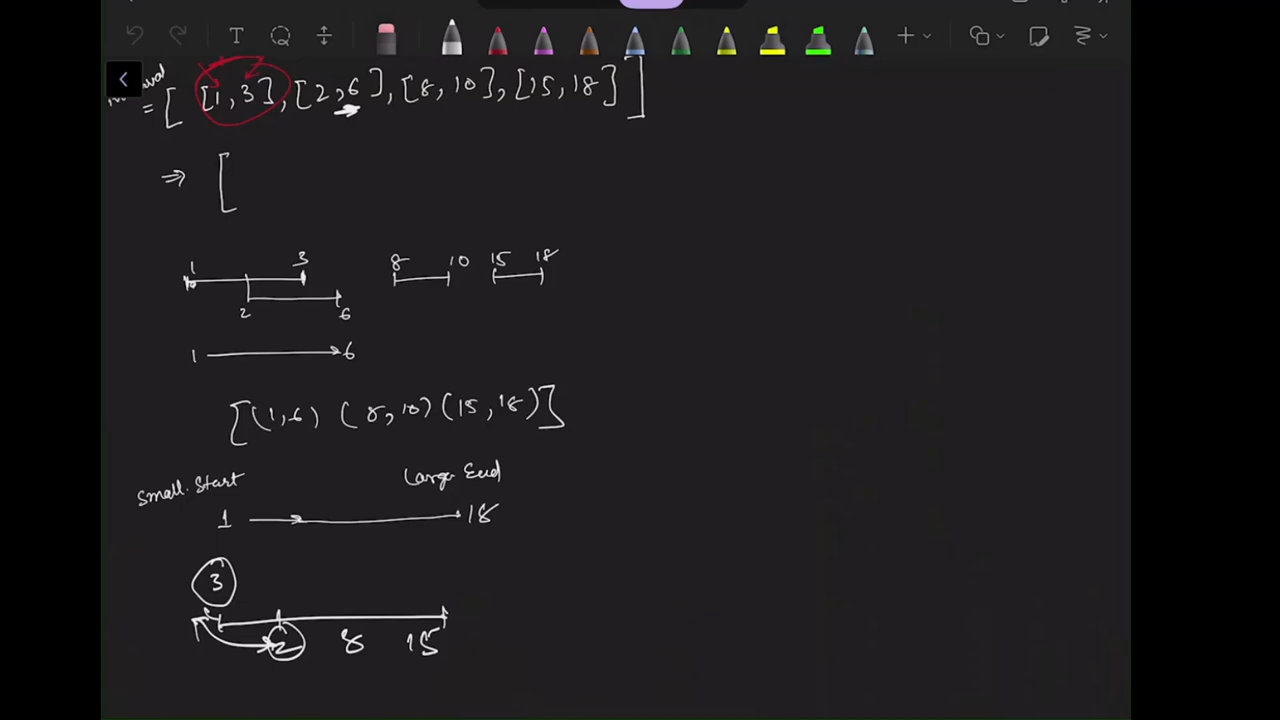 = [ [1,3], [2,6], [8,10], [15,18] ]
⇒ [
1 3 8 10 15 18
2 6
1 → 6
[(1,6) (8,10) (15,18)]
Small. Start Large End
1 → 18
3
2 8 15